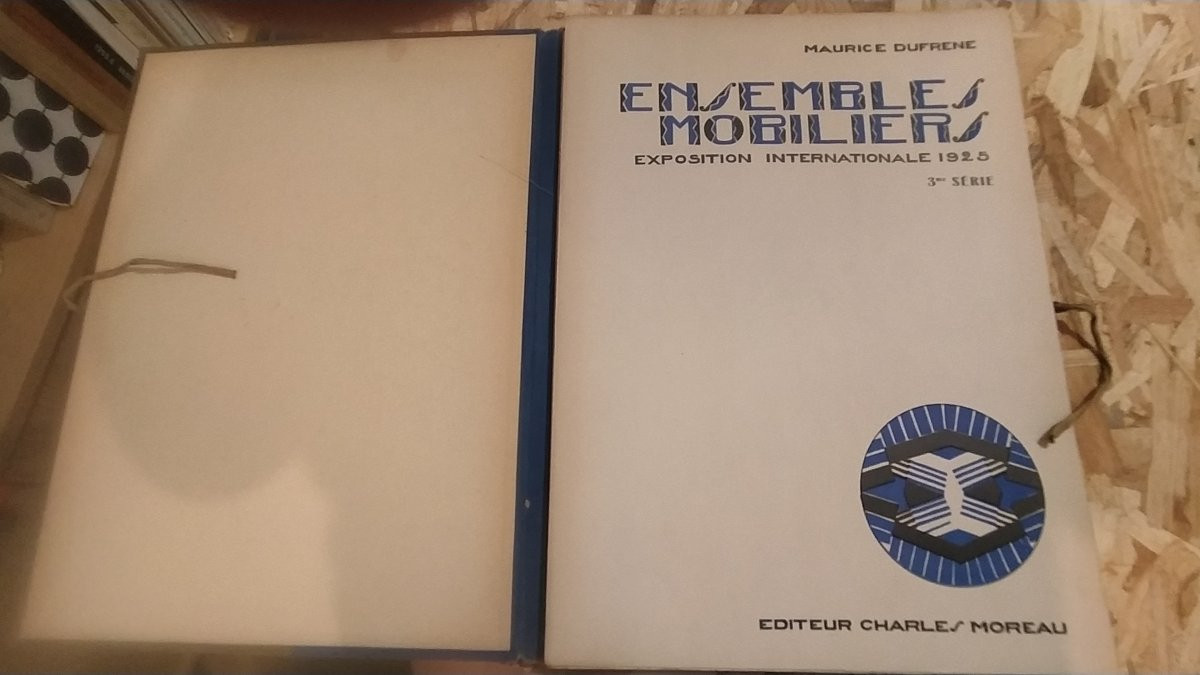 MAURICE DUFRENE
ENSEMBLES
MOBILIERS
EXPOSITION INTERNATIONALE 1925
3me SÉRIE
EDITEUR CHARLES MOREAU